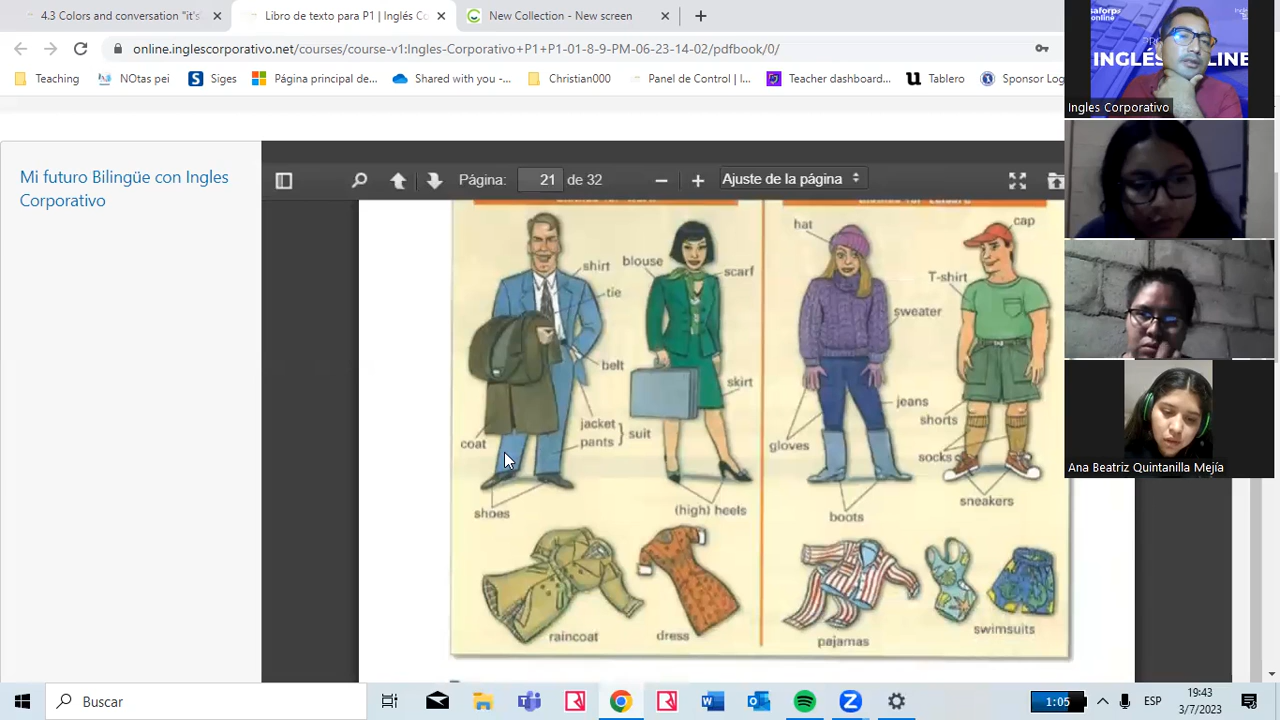 4.3 Colors and conversation "it's
Libro de texto para P1 | Ingles C
New Collection - New screen
online.inglescorporativo.net/courses/course-v1:Ingles-Corporativo+P1+P1-01-8-9-PM-06-23-14-02/pdfbook/0/
Teaching
NOtas pei
Siges
Página principal de...
Shared with you -...
Christian000
Panel de Control | I...
Teacher dashboard...
Tablero
Sponsor Log
INGLÉS
LINE
Ingles Corporativo
Mi futuro Bilingüe con Ingles
Corporativo
Página:
21
de 32
Ajuste de la página
hat
cap
shirt
blouse
scarf
T-shirt
tie
sweater
belt
skirt
jeans
shorts
coat
jacket
pants
suit
gloves
socks
shoes
(high) heels
boots
sneakers
raincoat
dress
pajamas
swimsuits
Ana Beatriz Quintanilla Mejía
Buscar
1:05
ESP
19:43
3/7/2023